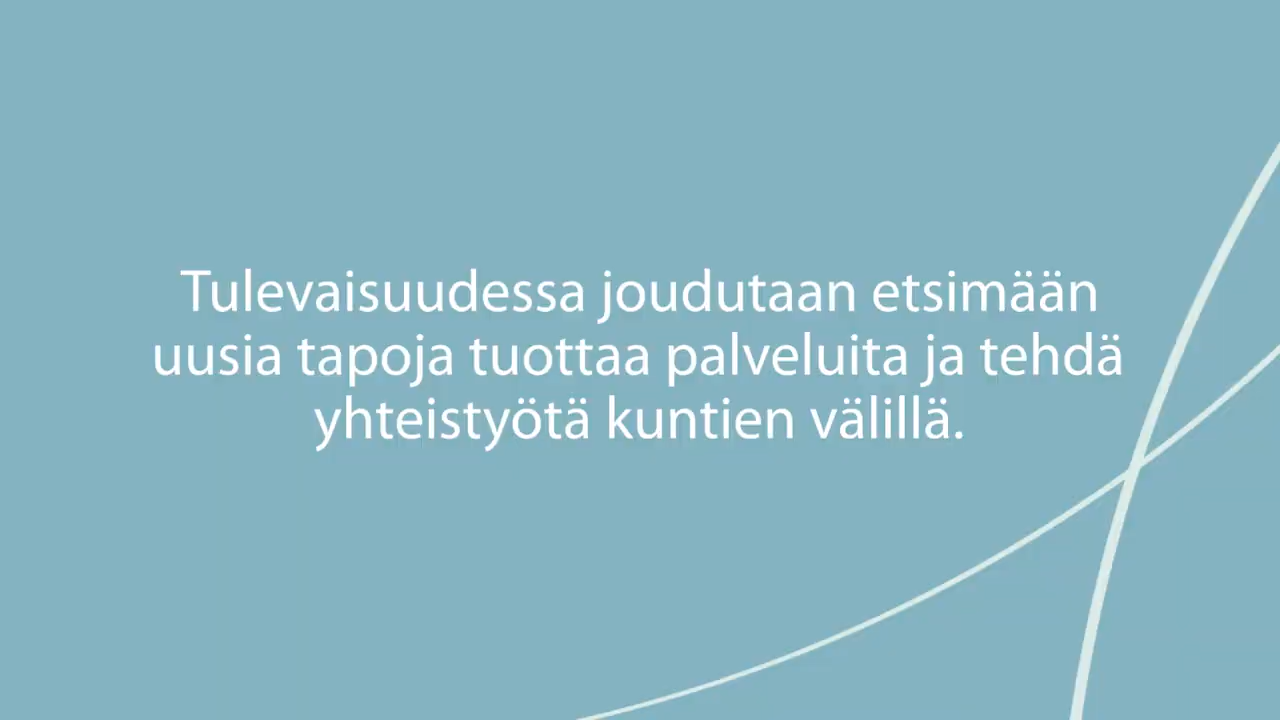 Tulevaisuudessa joudutaan etsimään
uusia tapoja tuottaa palveluita ja tehdä
yhteistyötä kuntien välillä.